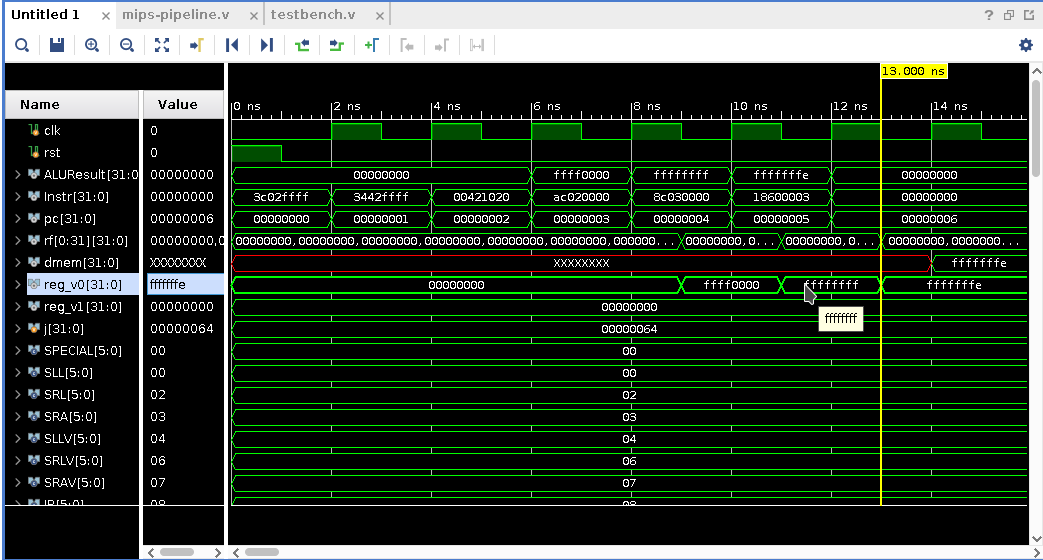 Untitled 1 × mips-pipeline.v × testbench.v ×
?
13.000 ns
Name Value
0 ns 2 ns 4 ns 6 ns 8 ns 10 ns 12 ns 14 ns
clk 0
rst 0
ALUResult[31:0 00000000 00000000 ffff0000 ffffffff fffffffe 00000000
Instr[31:0] 00000000 3c02ffff 3442ffff 00421020 ac020000 8c030000 18600003 00000000
pc[31:0] 00000006 00000000 00000001 00000002 00000003 00000004 00000005 00000006
rf[0:31][31:0] 00000000,0 00000000,00000000,00000000,00000000,00000000,00000... 00000000,0... 00000000,0... 00000000,0000000...
dmem[31:0] XXXXXXXX XXXXXXXX fffffffe
reg_v0[31:0] fffffffe 00000000 ffff0000 ffffffff fffffffe
reg_v1[31:0] 00000000 00000000
ffffffff
j[31:0] 00000064 00000064
SPECIAL[5:0] 00 00
SLL[5:0] 00 00
SRL[5:0] 02 02
SRA[5:0] 03 03
SLLV[5:0] 04 04
SRLV[5:0] 06 06
SRAV[5:0] 07 07